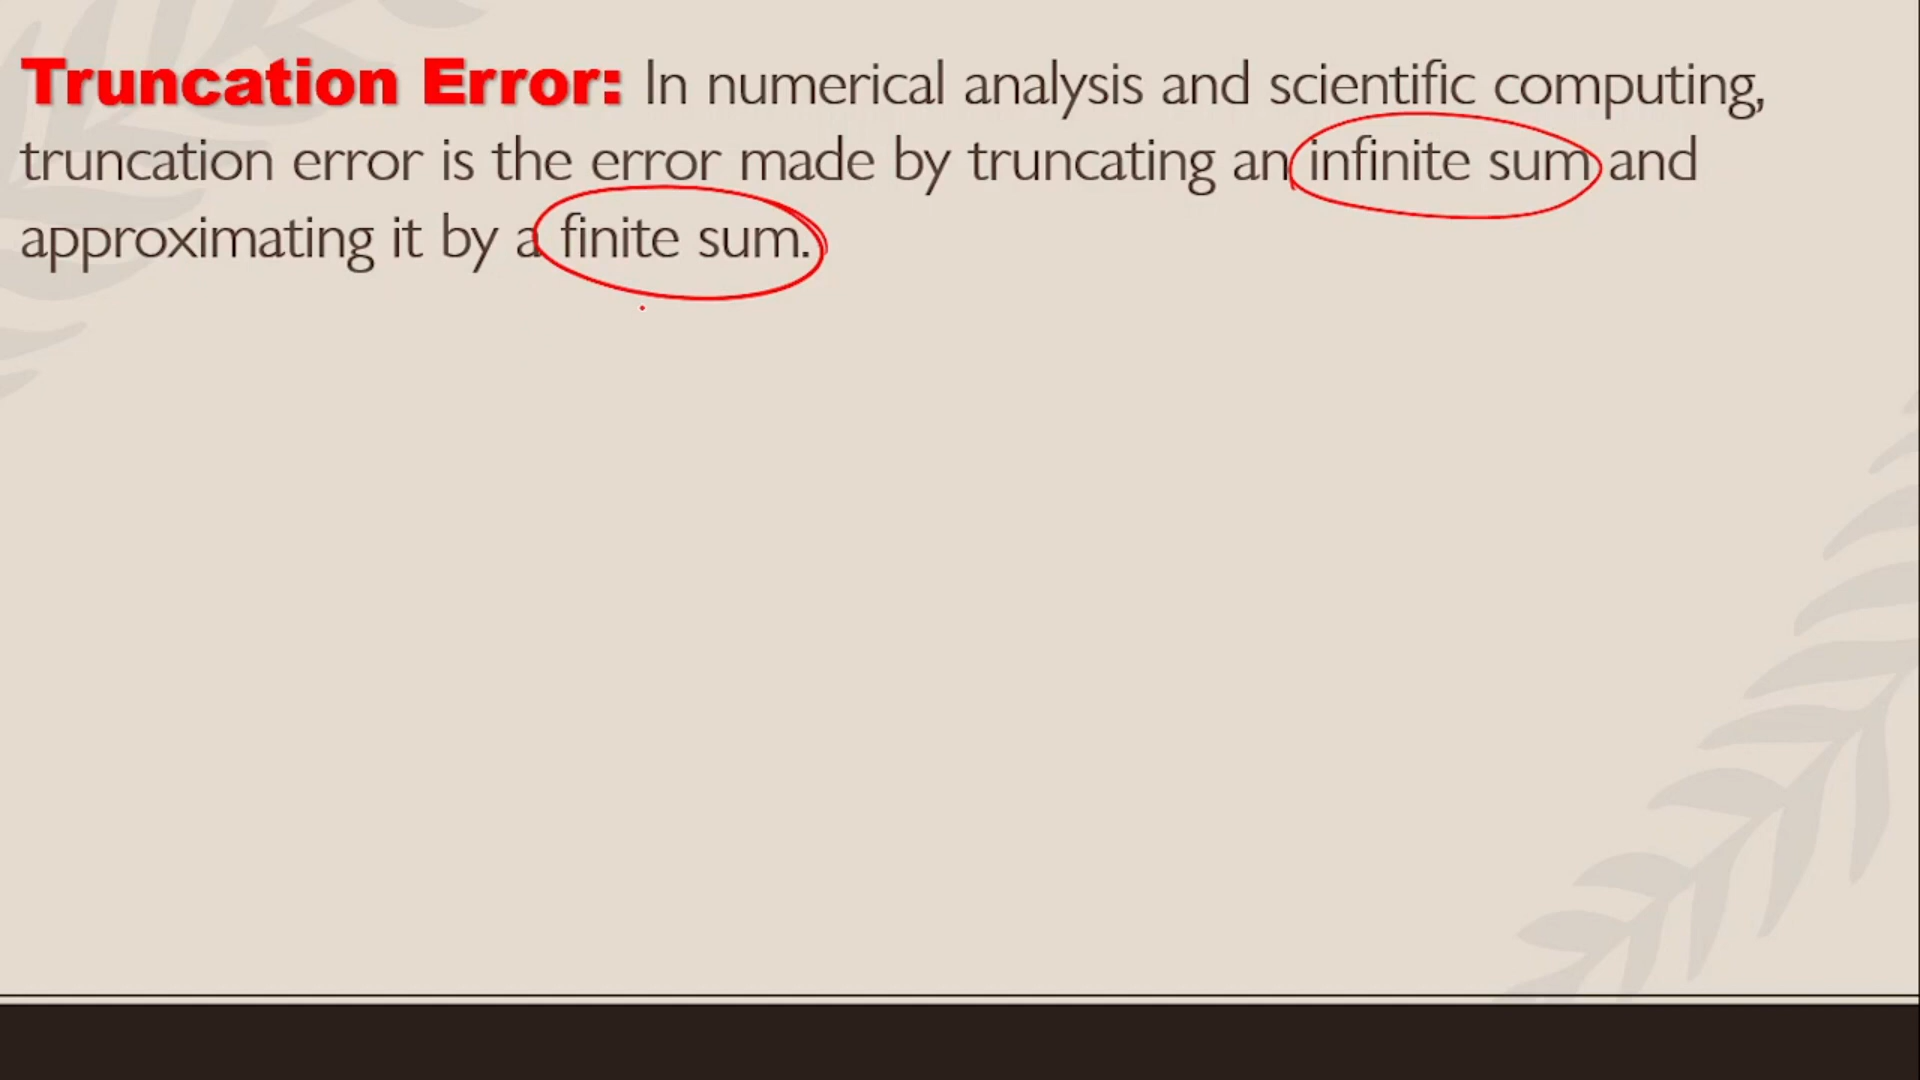 Truncation Error: In numerical analysis and scientific computing,
truncation error is the error made by truncating an infinite sum and
approximating it by a finite sum.